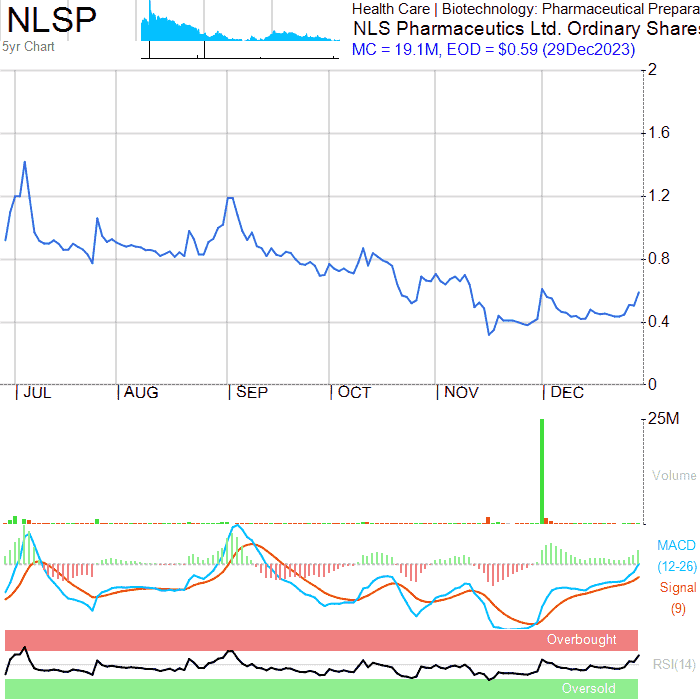 NLSP
5yr Chart
Health Care | Biotechnology: Pharmaceutical Prepara
NLS Pharmaceutics Ltd. Ordinary Shares
MC = 19.1M, EOD = $0.59 (29Dec2023)
2
1.6
1.2
0.8
0.4
0
JUL AUG SEP OCT NOV DEC
25M
Volume
MACD
(12-26)
Signal
(9)
Overbought
RSI(14)
Oversold